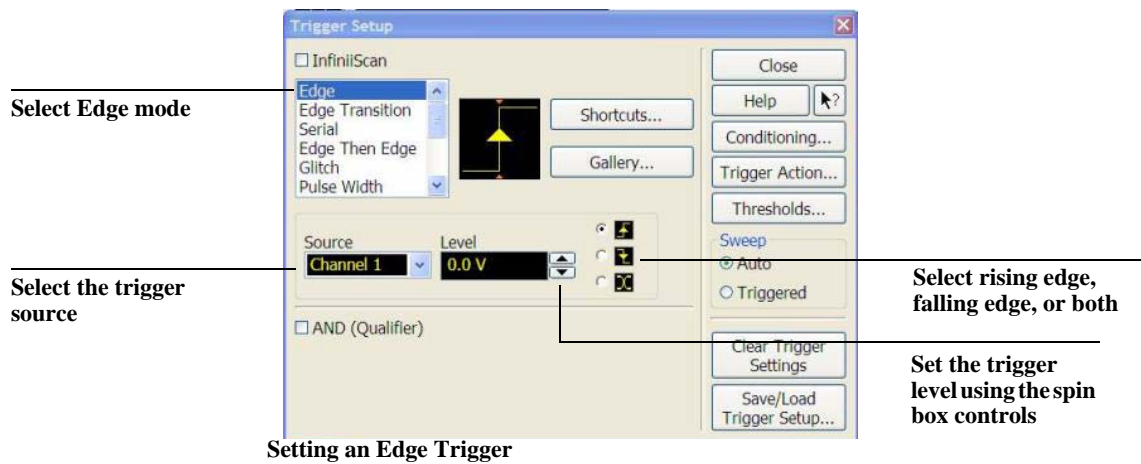 Trigger Setup
InfiniiScan
Edge
Edge Transition
Serial
Edge Then Edge
Glitch
Pulse Width
Shortcuts...
Gallery...
Close
Help
?
Conditioning...
Trigger Action...
Thresholds...
Source
Channel 1
Level
0.0 V
Sweep
Auto
Triggered
AND (Qualifier)
Clear Trigger
Settings
Save/Load
Trigger Setup...
Select Edge mode
Select the trigger
source
Select rising edge,
falling edge, or both
Set the trigger
level using the spin
box controls
Setting an Edge Trigger